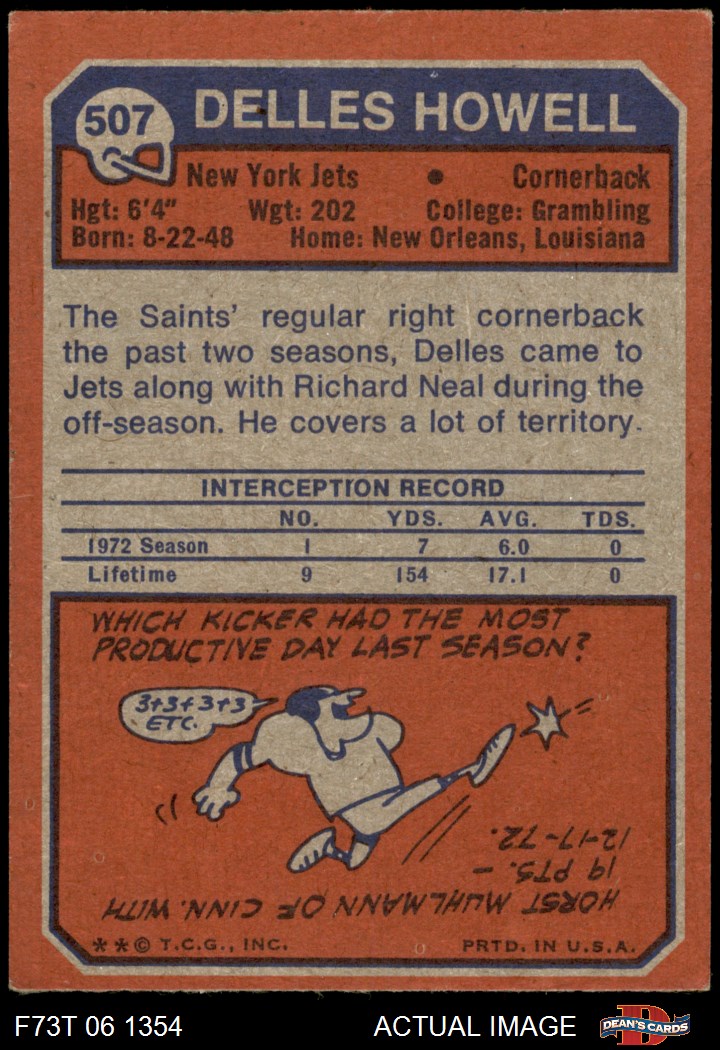 507
DELLES HOWELL
New York Jets • Cornerback
Hgt: 6'4" Wgt: 202 College: Grambling
Born: 8-22-48 Home: New Orleans, Louisiana
The Saints' regular right cornerback
the past two seasons, Delles came to
Jets along with Richard Neal during the
off-season. He covers a lot of territory.
INTERCEPTION RECORD
NO. YDS. AVG. TDS.
1972 Season 1 7 6.0 0
Lifetime 9 154 17.1 0
WHICH KICKER HAD THE MOST
PRODUCTIVE DAY LAST SEASON?
3+3+3+3
ETC.
HORST MUHLMANN OF CINN. WITH
19 PTS. –
12-17-72.
**© T.C.G., INC. PRTD. IN U.S.A.
F73T 06 1354 ACTUAL IMAGE
D
DEAN'S CARDS